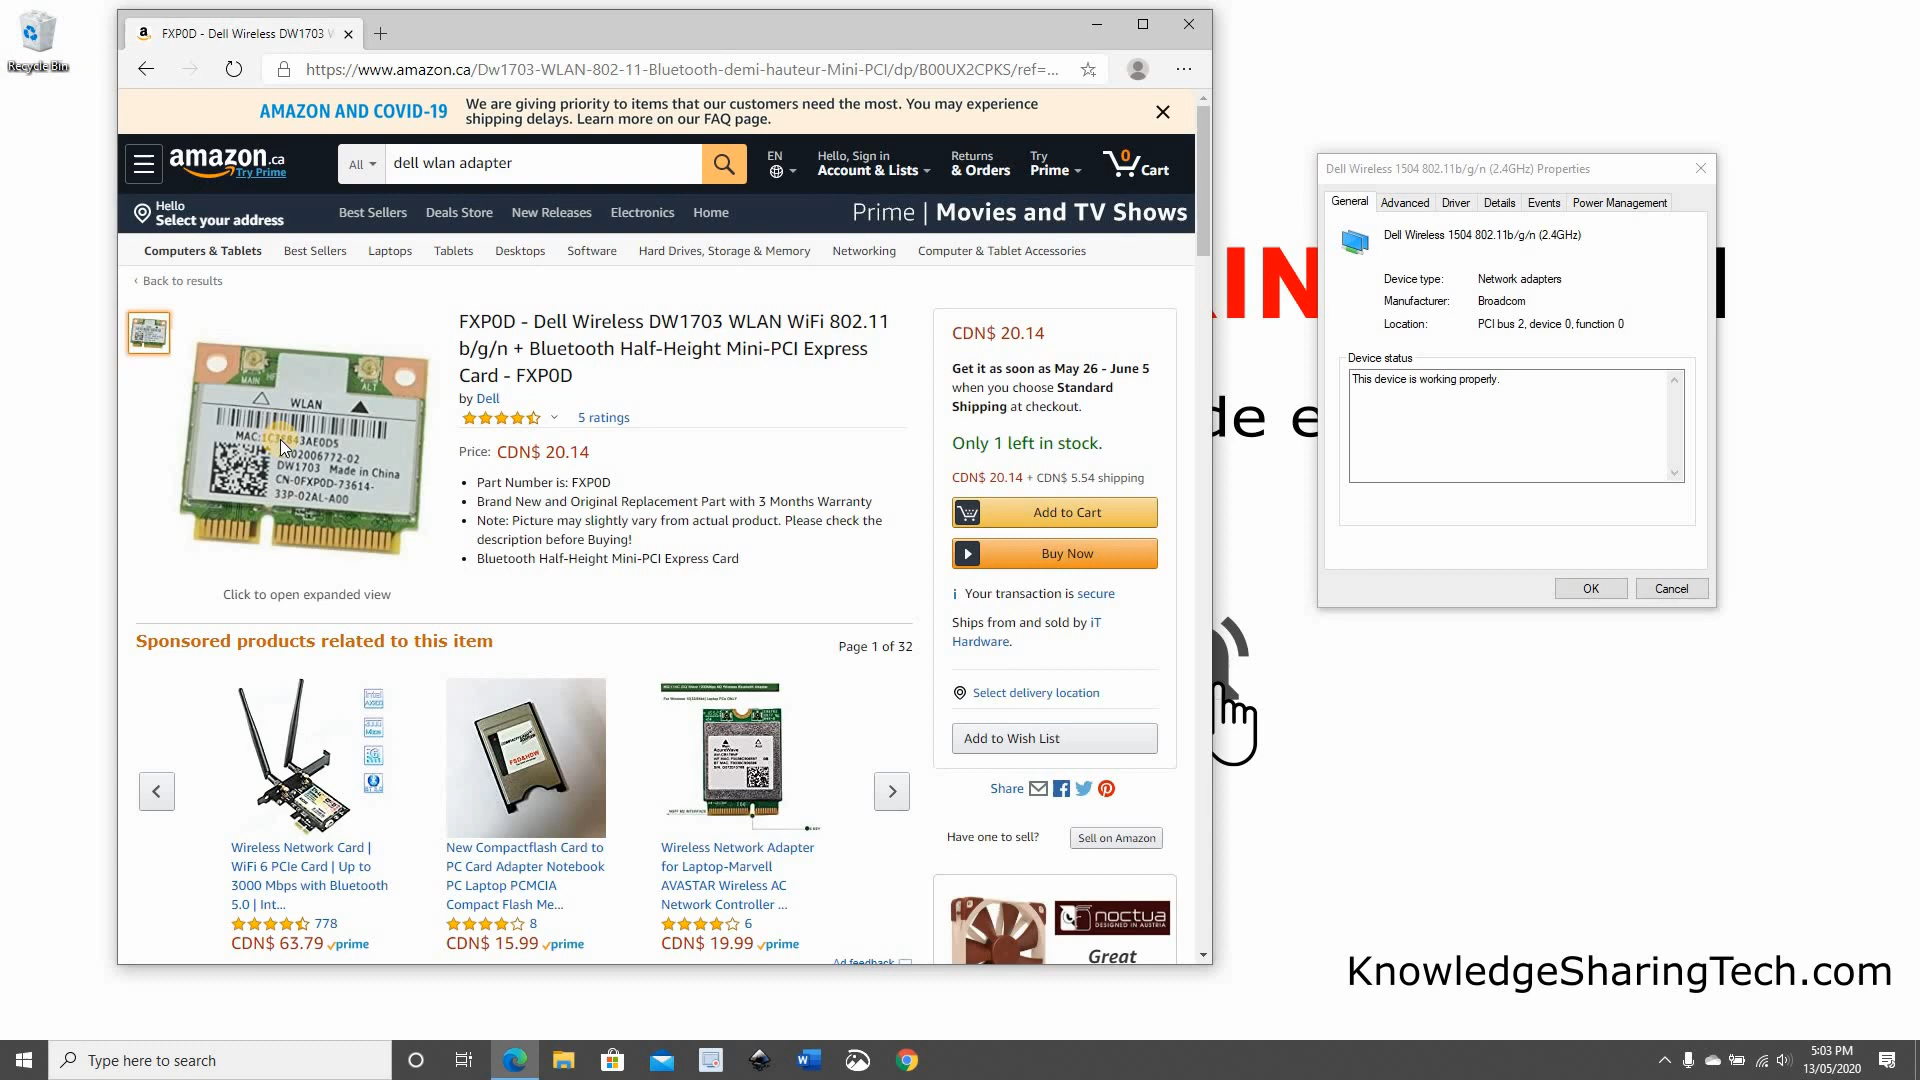 Recycle Bin
FXP0D - Dell Wireless DW1703 W
https://www.amazon.ca/Dw1703-WLAN-802-11-Bluetooth-demi-hauteur-Mini-PCI/dp/B00UX2CPKS/ref=...
AMAZON AND COVID-19
We are giving priority to items that our customers need the most. You may experience
shipping delays. Learn more on our FAQ page.
amazon.ca
Try Prime
All
dell wlan adapter
EN
Hello, Sign in
Account & Lists
Returns
& Orders
Try
Prime
0
Cart
Hello
Select your address
Best Sellers
Deals Store
New Releases
Electronics
Home
Prime | Movies and TV Shows
Computers & Tablets
Best Sellers
Laptops
Tablets
Desktops
Software
Hard Drives, Storage & Memory
Networking
Computer & Tablet Accessories
‹ Back to results
MAIN
ALT
WLAN
DW1703 Made in China
CN-0FXP0D-73614-
33P-02AL-A00
Click to open expanded view
FXP0D - Dell Wireless DW1703 WLAN WiFi 802.11
b/g/n + Bluetooth Half-Height Mini-PCI Express
Card - FXP0D
by Dell
5 ratings
Price: CDN$ 20.14
• Part Number is: FXP0D
• Brand New and Original Replacement Part with 3 Months Warranty
• Note: Picture may slightly vary from actual product. Please check the
description before Buying!
• Bluetooth Half-Height Mini-PCI Express Card
CDN$ 20.14
Get it as soon as May 26 - June 5
when you choose Standard
Shipping at checkout.
Only 1 left in stock.
CDN$ 20.14 + CDN$ 5.54 shipping
Add to Cart
Buy Now
Your transaction is secure
Ships from and sold by iT
Hardware.
Select delivery location
Add to Wish List
Share
Have one to sell?
Sell on Amazon
noctua
DESIGNED IN AUSTRIA
Great
Sponsored products related to this item
Page 1 of 32
Wireless Network Card |
WiFi 6 PCIe Card | Up to
3000 Mbps with Bluetooth
5.0 | Int...
778
CDN$ 63.79 prime
New Compactflash Card to
PC Card Adapter Notebook
PC Laptop PCMCIA
Compact Flash Me...
8
CDN$ 15.99 prime
Wireless Network Adapter
for Laptop-Marvell
AVASTAR Wireless AC
Network Controller ...
6
CDN$ 19.99 prime
Ad feedback
Dell Wireless 1504 802.11b/g/n (2.4GHz) Properties
General
Advanced
Driver
Details
Events
Power Management
Dell Wireless 1504 802.11b/g/n (2.4GHz)
Device type: Network adapters
Manufacturer: Broadcom
Location: PCI bus 2, device 0, function 0
Device status
This device is working properly.
OK
Cancel
IN
de e
KnowledgeSharingTech.com
Type here to search
5:03 PM
13/05/2020